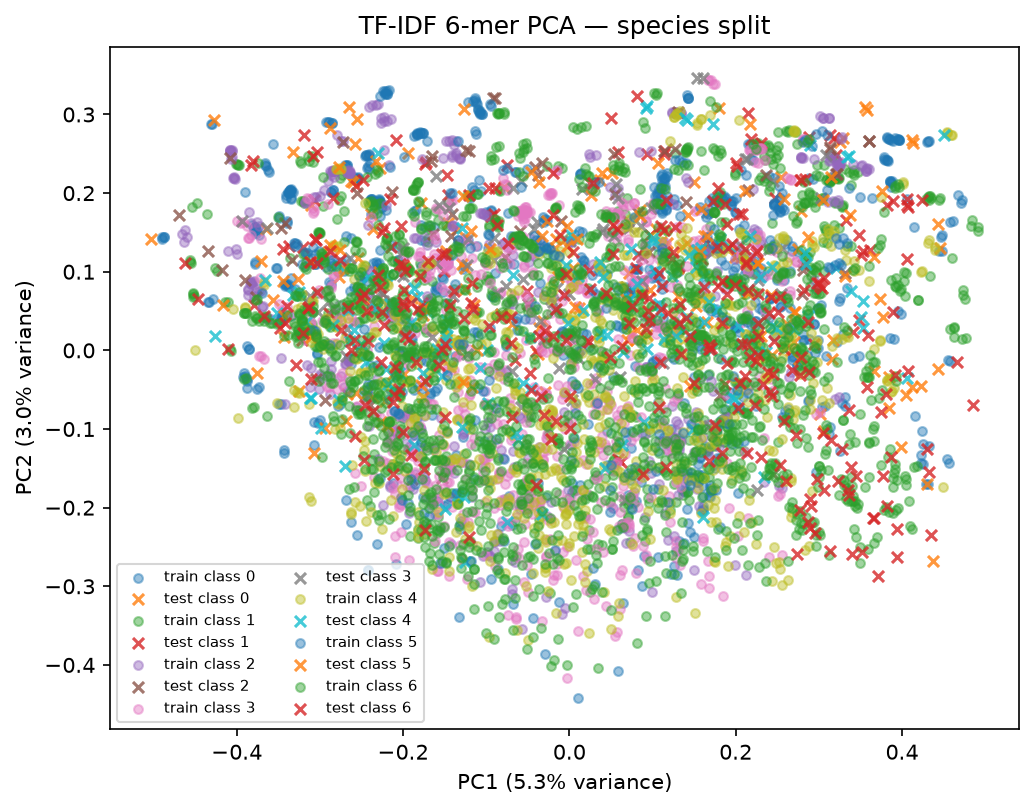 TF-IDF 6-mer PCA — species split
PC2 (3.0% variance)
0.3
0.2
0.1
0.0
−0.1
−0.2
−0.3
−0.4
train class 0
test class 0
train class 1
test class 1
train class 2
test class 2
train class 3
test class 3
train class 4
test class 4
train class 5
test class 5
train class 6
test class 6
−0.4
−0.2
0.0
0.2
0.4
PC1 (5.3% variance)